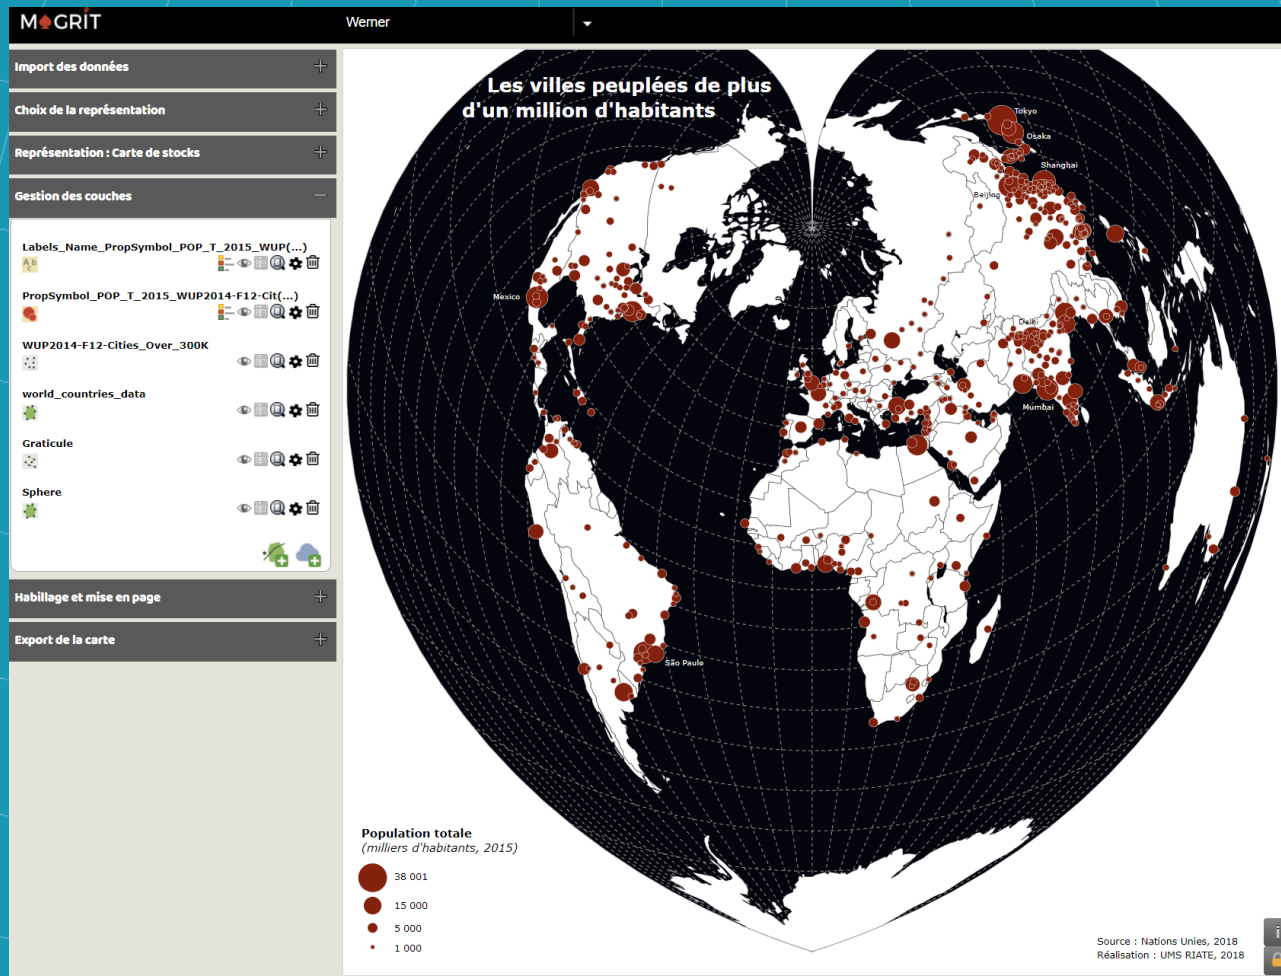 MAGRIT
Werner
Import des données
Choix de la représentation
Représentation : Carte de stocks
Gestion des couches
Labels_Name_PropSymbol_POP_T_2015_WUP(...)
A b
c
PropSymbol_POP_T_2015_WUP2014-F12-Cit(...)
WUP2014-F12-Cities_Over_300K
world_countries_data
Graticule
Sphere
Habillage et mise en page
Export de la carte
Les villes peuplées de plus
d'un million d'habitants
Tokyo
Osaka
Shanghai
Beijing
Mexico
Delhi
Mumbai
São Paulo
Population totale
(milliers d'habitants, 2015)
38 001
15 000
5 000
1 000
Source : Nations Unies, 2018
Réalisation : UMS RIATE, 2018
i